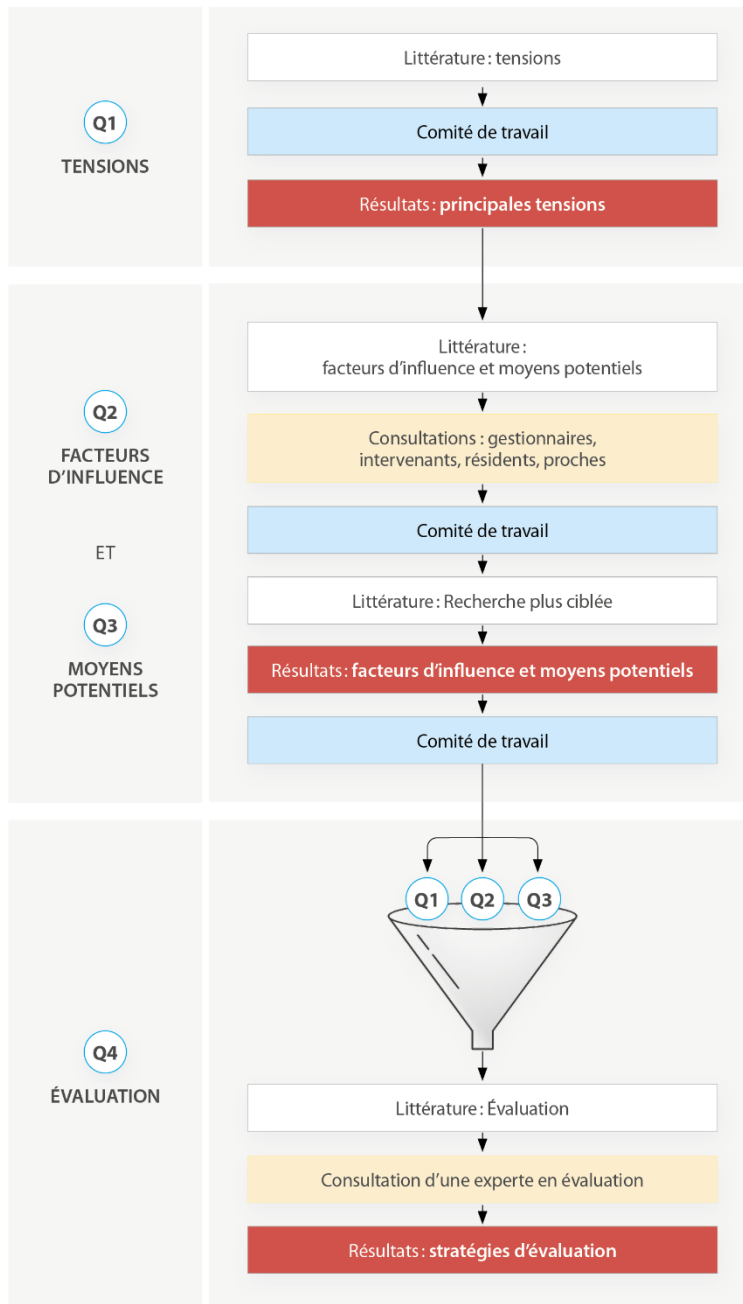 Q1
TENSIONS
Littérature : tensions
Comité de travail
Résultats : principales tensions
Q2
FACTEURS
D’INFLUENCE
ET
Q3
MOYENS
POTENTIELS
Littérature :
facteurs d’influence et moyens potentiels
Consultations : gestionnaires,
intervenants, résidents, proches
Comité de travail
Littérature : Recherche plus ciblée
Résultats : facteurs d’influence et moyens potentiels
Comité de travail
Q4
ÉVALUATION
Q1 Q2 Q3
Littérature : Évaluation
Consultation d’une experte en évaluation
Résultats : stratégies d’évaluation